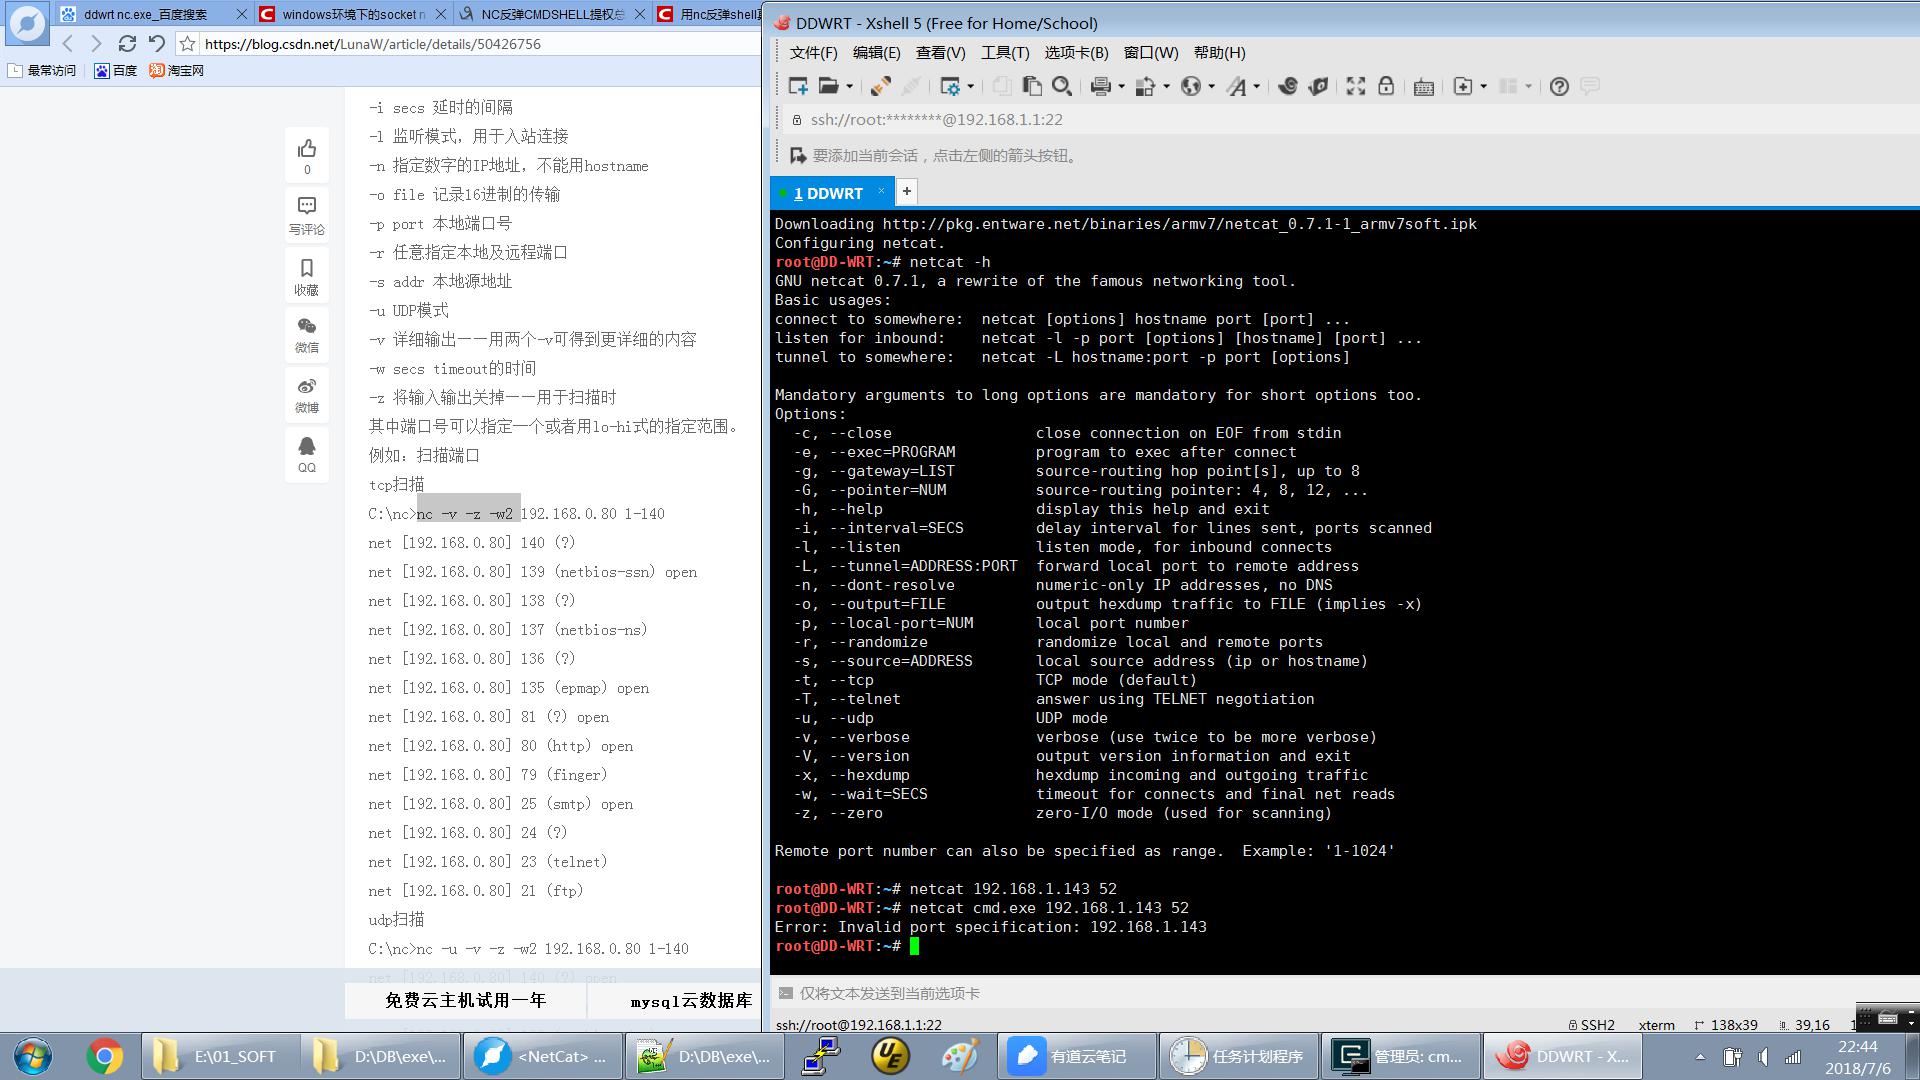 ddwrt nc.exe_百度搜索
windows环境下的socket n
NC反弹CMDSHELL提权总
用nc反弹shell
https://blog.csdn.net/LunaW/article/details/50426756
最常访问
百度
淘宝网
0
写评论
收藏
微信
微博
QQ
-i secs 延时的间隔
-l 监听模式，用于入站连接
-n 指定数字的IP地址，不能用hostname
-o file 记录16进制的传输
-p port 本地端口号
-r 任意指定本地及远程端口
-s addr 本地源地址
-u UDP模式
-v 详细输出——用两个-v可得到更详细的内容
-w secs timeout的时间
-z 将输入输出关掉——用于扫描时
其中端口号可以指定一个或者用lo-hi式的指定范围。
例如：扫描端口
tcp扫描
C:\nc>nc -v -z -w2 192.168.0.80 1-140
net [192.168.0.80] 140 (?)
net [192.168.0.80] 139 (netbios-ssn) open
net [192.168.0.80] 138 (?)
net [192.168.0.80] 137 (netbios-ns)
net [192.168.0.80] 136 (?)
net [192.168.0.80] 135 (epmap) open
net [192.168.0.80] 81 (?) open
net [192.168.0.80] 80 (http) open
net [192.168.0.80] 79 (finger)
net [192.168.0.80] 25 (smtp) open
net [192.168.0.80] 24 (?)
net [192.168.0.80] 23 (telnet)
net [192.168.0.80] 21 (ftp)
udp扫描
C:\nc>nc -u -v -z -w2 192.168.0.80 1-140
net [192.168.0.80] 140 (?) open
免费云主机试用一年
mysql云数据库
DDWRT - Xshell 5 (Free for Home/School)
文件(F) 编辑(E) 查看(V) 工具(T) 选项卡(B) 窗口(W) 帮助(H)
ssh://root:********@192.168.1.1:22
要添加当前会话，点击左侧的箭头按钮。
1 DDWRT × +
Downloading http://pkg.entware.net/binaries/armv7/netcat_0.7.1-1_armv7soft.ipk
Configuring netcat.
root@DD-WRT:~# netcat -h
GNU netcat 0.7.1, a rewrite of the famous networking tool.
Basic usages:
connect to somewhere:  netcat [options] hostname port [port] ...
listen for inbound:    netcat -l -p port [options] [hostname] [port] ...
tunnel to somewhere:   netcat -L hostname:port -p port [options]
Mandatory arguments to long options are mandatory for short options too.
Options:
-c, --close                close connection on EOF from stdin
-e, --exec=PROGRAM         program to exec after connect
-g, --gateway=LIST         source-routing hop point[s], up to 8
-G, --pointer=NUM          source-routing pointer: 4, 8, 12, ...
-h, --help                 display this help and exit
-i, --interval=SECS        delay interval for lines sent, ports scanned
-l, --listen               listen mode, for inbound connects
-L, --tunnel=ADDRESS:PORT  forward local port to remote address
-n, --dont-resolve         numeric-only IP addresses, no DNS
-o, --output=FILE          output hexdump traffic to FILE (implies -x)
-p, --local-port=NUM       local port number
-r, --randomize            randomize local and remote ports
-s, --source=ADDRESS       local source address (ip or hostname)
-t, --tcp                  TCP mode (default)
-T, --telnet               answer using TELNET negotiation
-u, --udp                  UDP mode
-v, --verbose              verbose (use twice to be more verbose)
-V, --version              output version information and exit
-x, --hexdump              hexdump incoming and outgoing traffic
-w, --wait=SECS            timeout for connects and final net reads
-z, --zero                 zero-I/O mode (used for scanning)
Remote port number can also be specified as range.  Example: '1-1024'
root@DD-WRT:~# netcat 192.168.1.143 52
root@DD-WRT:~# netcat cmd.exe 192.168.1.143 52
Error: Invalid port specification: 192.168.1.143
root@DD-WRT:~#
仅将文本发送到当前选项卡
ssh://root@192.168.1.1:22
SSH2 xterm 138x39 39,16
E:\01_SOFT
D:\DB\exe\...
<NetCat> ...
D:\DB\exe\...
有道云笔记
任务计划程序
管理员: cm...
DDWRT - X...
22:44
2018/7/6